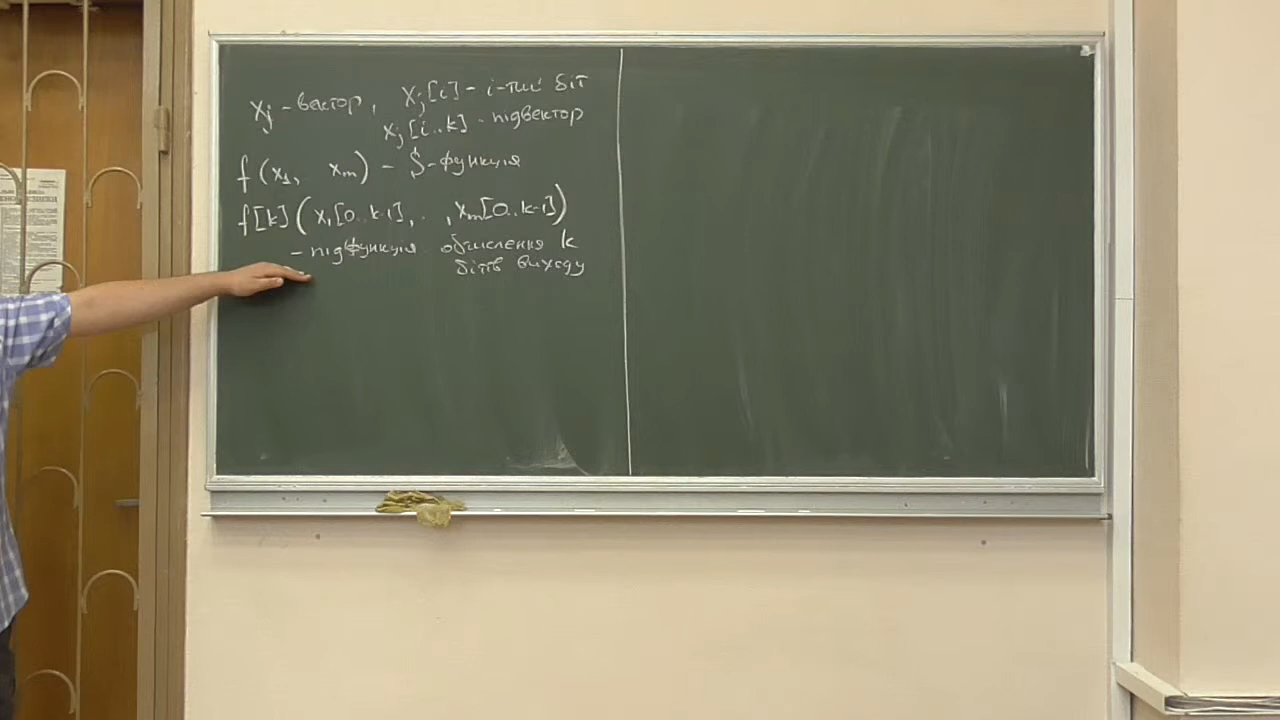 xj - вектор, xj[i] - i-тий біт
xj[i..k] - підвектор
f(x1, xm) - S-функція
f[k](x1[0..k-1], .. , xm[0..k-1])
- підфункція обчислення k
бітів виходу